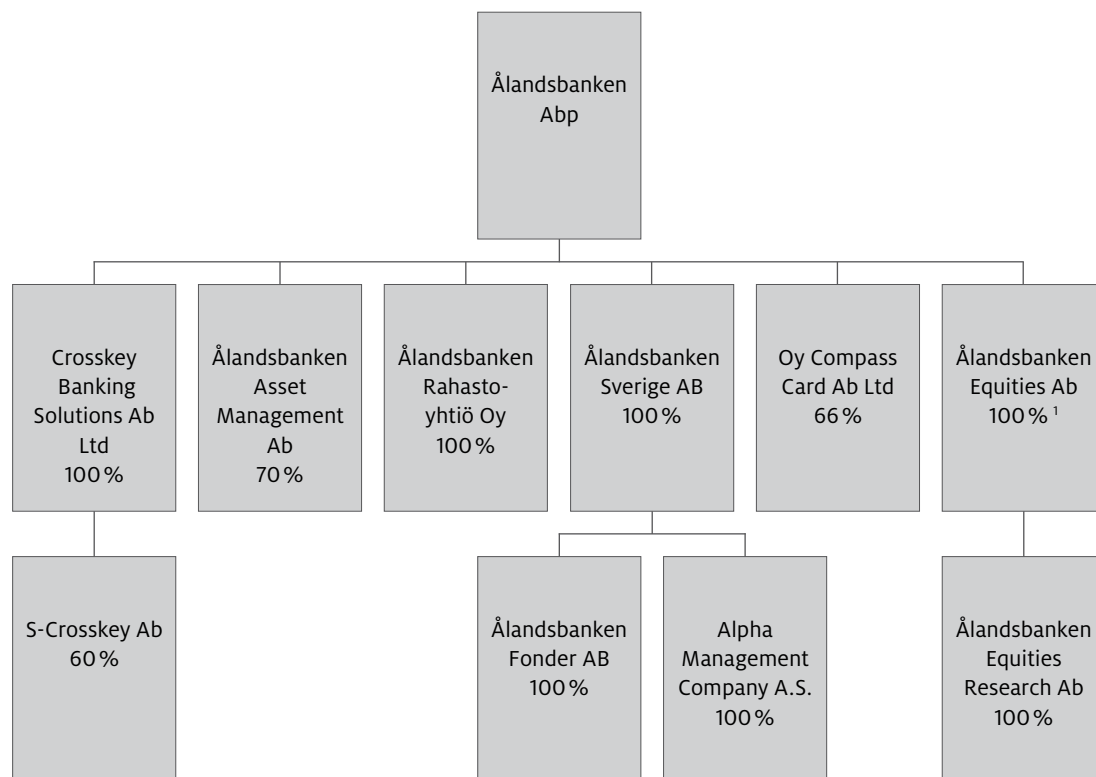 Ålandsbanken
Abp
Crosskey
Banking
Solutions Ab
Ltd
100 %
Ålandsbanken
Asset
Management
Ab
70 %
Ålandsbanken
Rahasto-
yhtiö Oy
100 %
Ålandsbanken
Sverige AB
100 %
Oy Compass
Card Ab Ltd
66 %
Ålandsbanken
Equities Ab
100 % ¹
S-Crosskey Ab
60 %
Ålandsbanken
Fonder AB
100 %
Alpha
Management
Company A.S.
100 %
Ålandsbanken
Equities
Research Ab
100 %